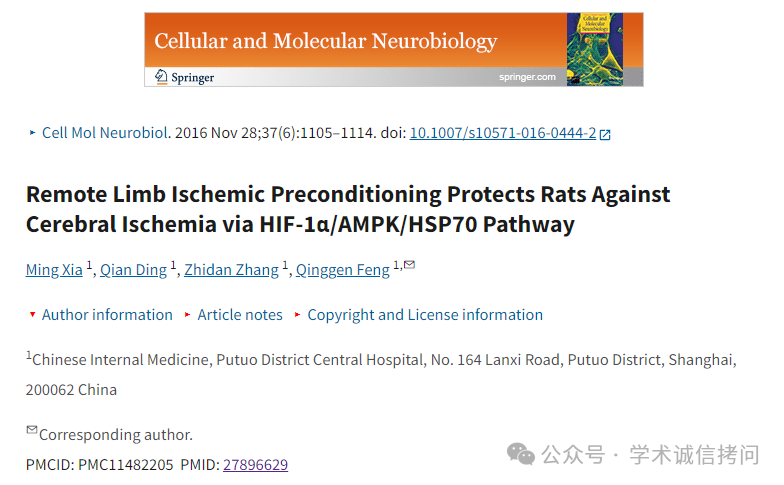 Cellular and Molecular Neurobiology
Springer
springer.com
Cell Mol Neurobiol. 2016 Nov 28;37(6):1105–1114. doi: 10.1007/s10571-016-0444-2
Remote Limb Ischemic Preconditioning Protects Rats Against
Cerebral Ischemia via HIF-1α/AMPK/HSP70 Pathway
Ming Xia 1, Qian Ding 1, Zhidan Zhang 1, Qinggen Feng 1,✉
Author information Article notes Copyright and License information
1Chinese Internal Medicine, Putuo District Central Hospital, No. 164 Lanxi Road, Putuo District, Shanghai,
200062 China
✉Corresponding author.
PMCID: PMC11482205 PMID: 27896629
公众号 · 学术诚信拷问